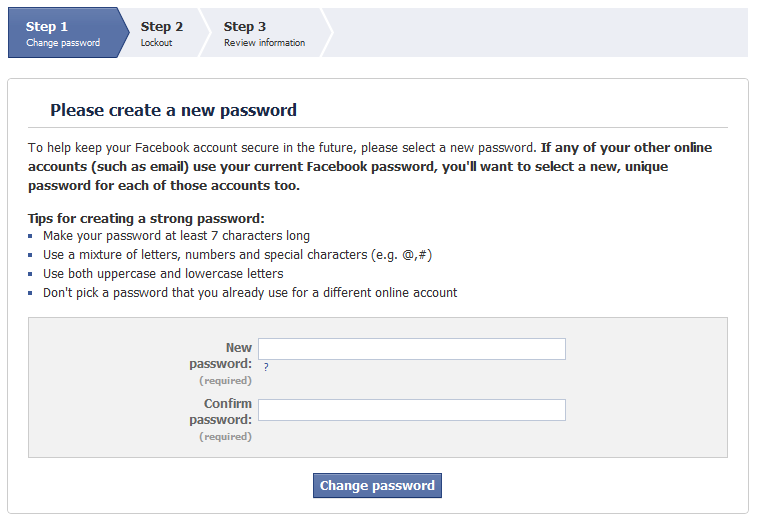 Step 1
Change password
Step 2
Lockout
Step 3
Review information
Please create a new password
To help keep your Facebook account secure in the future, please select a new password. If any of your other online
accounts (such as email) use your current Facebook password, you'll want to select a new, unique
password for each of those accounts too.
Tips for creating a strong password:
Make your password at least 7 characters long
Use a mixture of letters, numbers and special characters (e.g. @,#)
Use both uppercase and lowercase letters
Don't pick a password that you already use for a different online account
New
password:
?
(required)
Confirm
password:
(required)
Change password